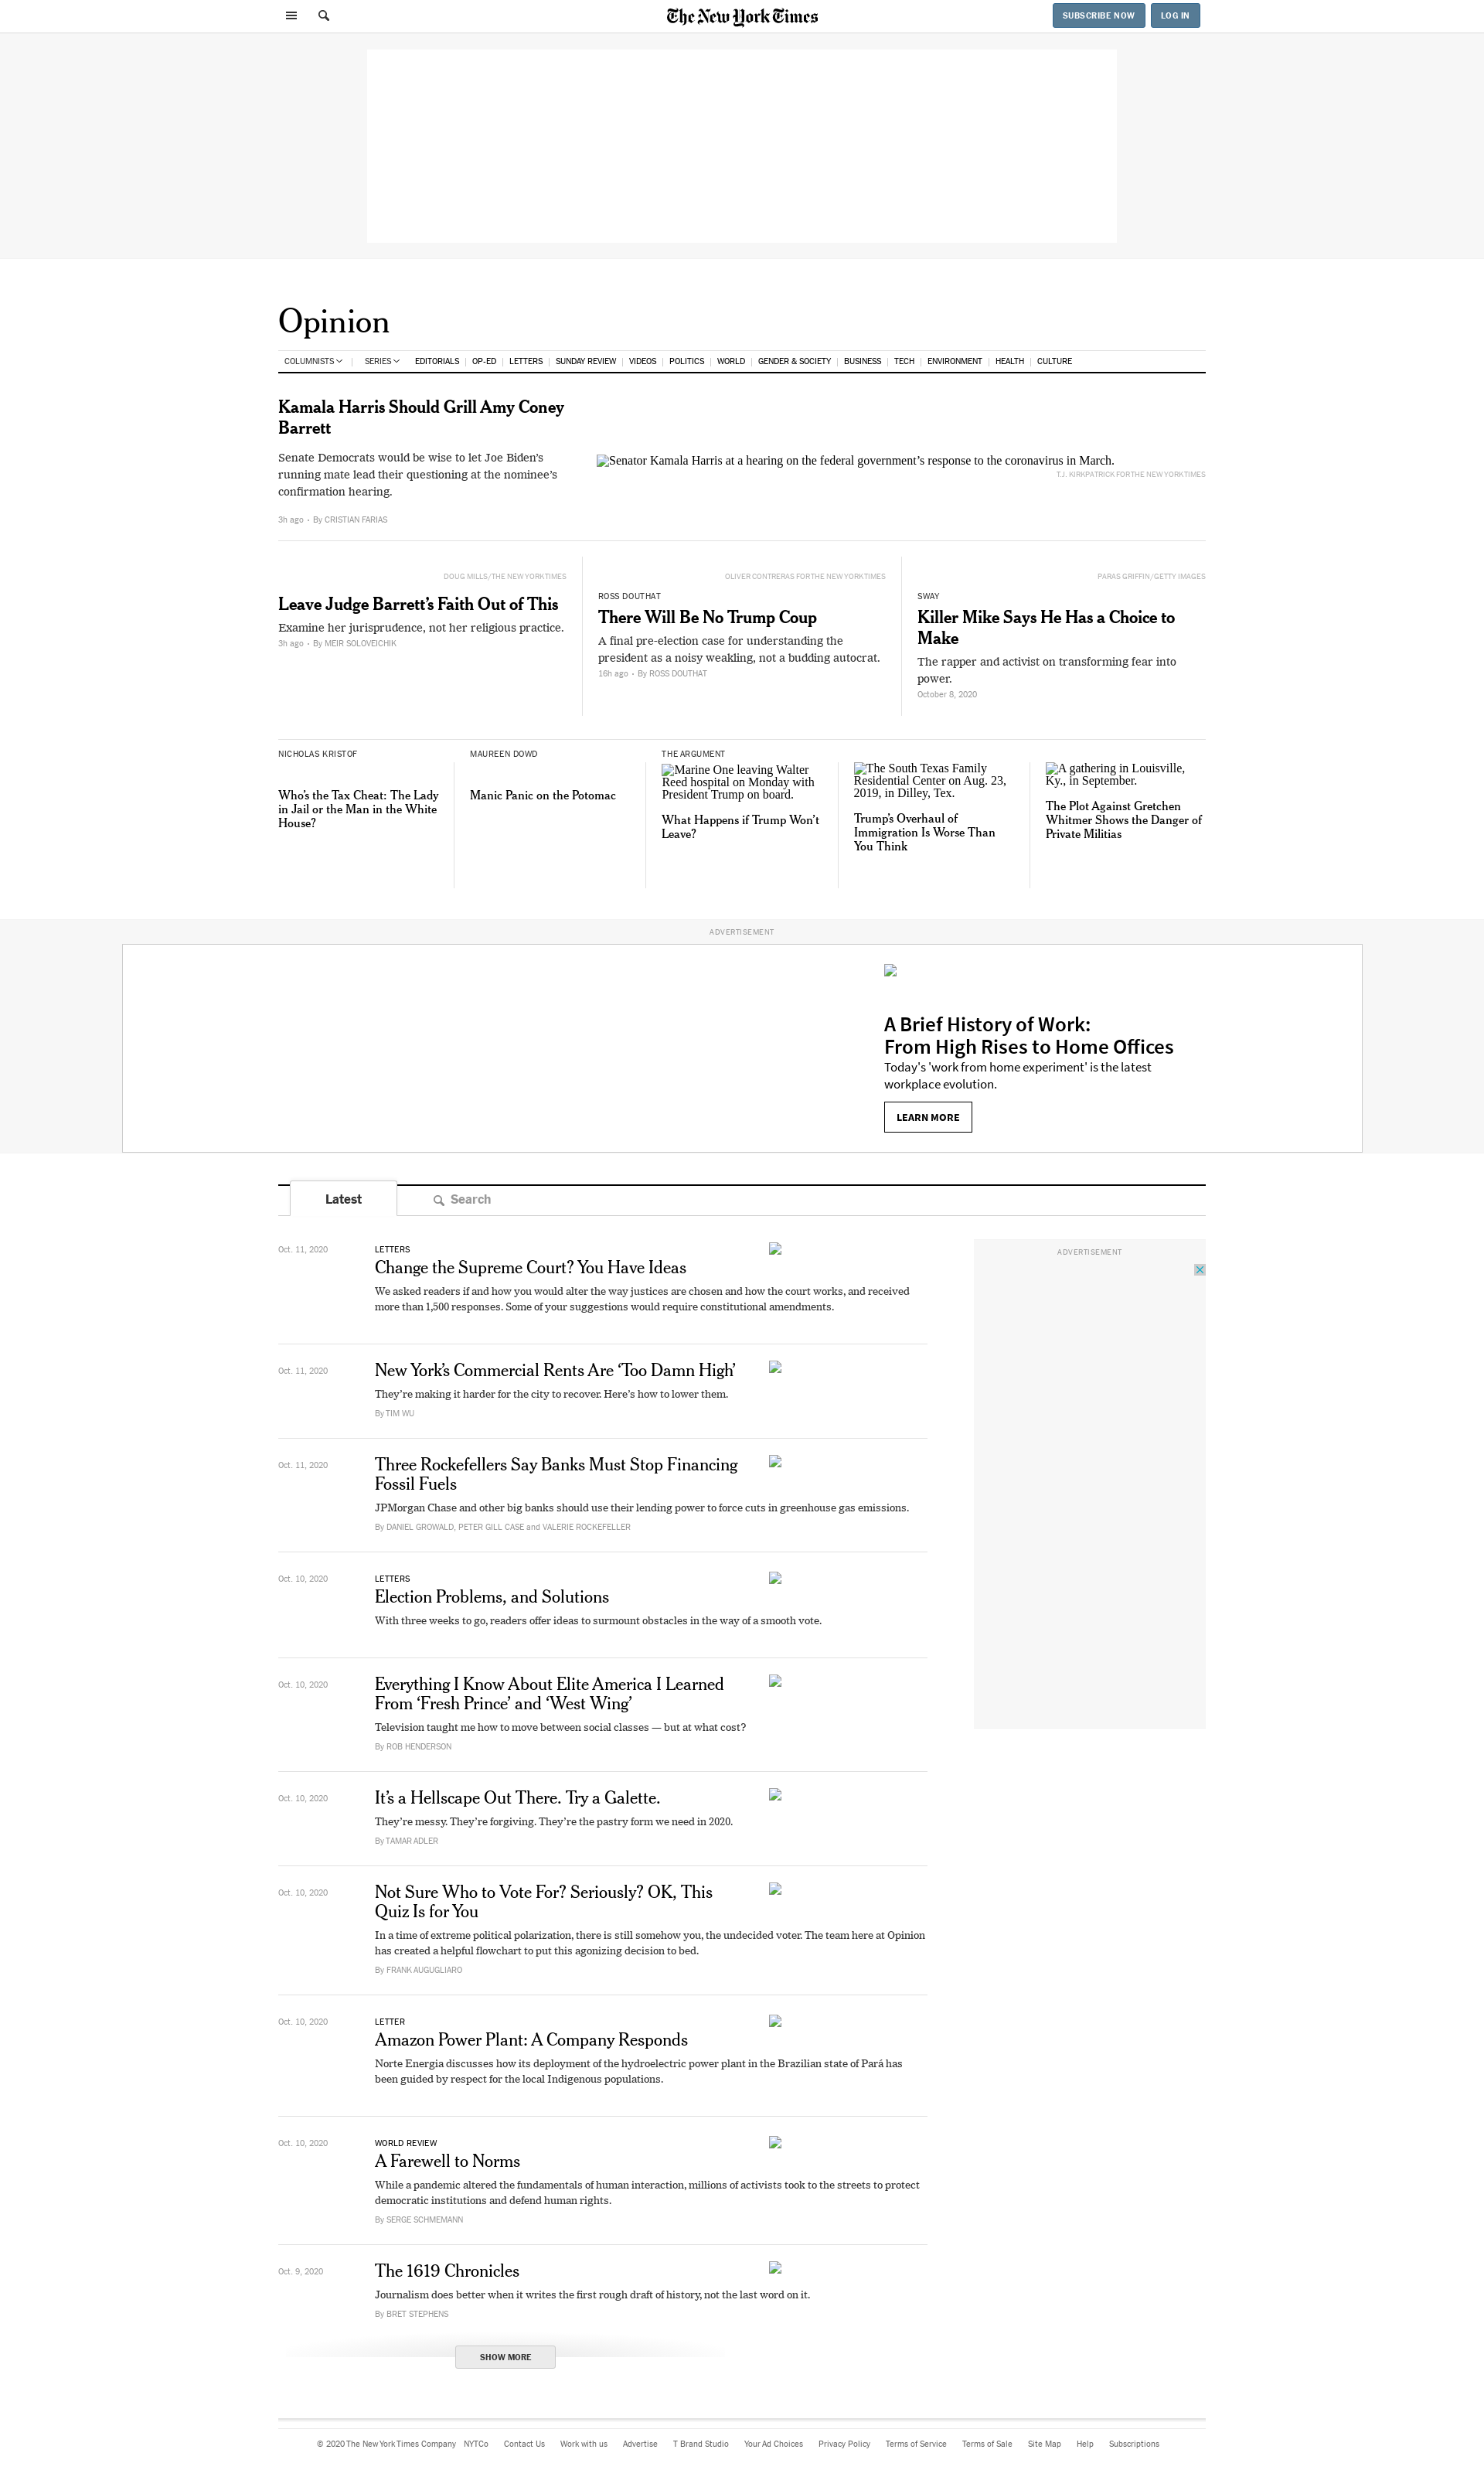 The New York Times
SUBSCRIBE NOW
LOG IN
Opinion
COLUMNISTS
SERIES
EDITORIALS
OP-ED
LETTERS
SUNDAY REVIEW
VIDEOS
POLITICS
WORLD
GENDER & SOCIETY
BUSINESS
TECH
ENVIRONMENT
HEALTH
CULTURE
Kamala Harris Should Grill Amy Coney
Barrett
Senate Democrats would be wise to let Joe Biden's
running mate lead their questioning at the nominee’s
confirmation hearing.
3h ago • By CRISTIAN FARIAS
Senator Kamala Harris at a hearing on the federal government’s response to the coronavirus in March.
T.J. KIRKPATRICK FOR THE NEW YORK TIMES
DOUG MILLS/THE NEW YORK TIMES
Leave Judge Barrett’s Faith Out of This
Examine her jurisprudence, not her religious practice.
3h ago • By MEIR SOLOVEICHIK
OLIVER CONTRERAS FOR THE NEW YORK TIMES
ROSS DOUTHAT
There Will Be No Trump Coup
A final pre-election case for understanding the
president as a noisy weakling, not a budding autocrat.
16h ago • By ROSS DOUTHAT
PARAS GRIFFIN/GETTY IMAGES
SWAY
Killer Mike Says He Has a Choice to
Make
The rapper and activist on transforming fear into
power.
October 8, 2020
NICHOLAS KRISTOF
Who’s the Tax Cheat: The Lady
in Jail or the Man in the White
House?
MAUREEN DOWD
Manic Panic on the Potomac
THE ARGUMENT
Marine One leaving Walter
Reed hospital on Monday with
President Trump on board.
What Happens if Trump Won’t
Leave?
The South Texas Family
Residential Center on Aug. 23,
2019, in Dilley, Tex.
Trump’s Overhaul of
Immigration Is Worse Than
You Think
A gathering in Louisville,
Ky., in September.
The Plot Against Gretchen
Whitmer Shows the Danger of
Private Militias
ADVERTISEMENT
A Brief History of Work:
From High Rises to Home Offices
Today's 'work from home experiment' is the latest
workplace evolution.
LEARN MORE
Latest
Search
Oct. 11, 2020
LETTERS
Change the Supreme Court? You Have Ideas
We asked readers if and how you would alter the way justices are chosen and how the court works, and received
more than 1,500 responses. Some of your suggestions would require constitutional amendments.
ADVERTISEMENT
Oct. 11, 2020
New York’s Commercial Rents Are ‘Too Damn High’
They’re making it harder for the city to recover. Here’s how to lower them.
By TIM WU
Oct. 11, 2020
Three Rockefellers Say Banks Must Stop Financing
Fossil Fuels
JPMorgan Chase and other big banks should use their lending power to force cuts in greenhouse gas emissions.
By DANIEL GROWALD, PETER GILL CASE and VALERIE ROCKEFELLER
Oct. 10, 2020
LETTERS
Election Problems, and Solutions
With three weeks to go, readers offer ideas to surmount obstacles in the way of a smooth vote.
Oct. 10, 2020
Everything I Know About Elite America I Learned
From ‘Fresh Prince’ and ‘West Wing’
Television taught me how to move between social classes — but at what cost?
By ROB HENDERSON
Oct. 10, 2020
It’s a Hellscape Out There. Try a Galette.
They’re messy. They’re forgiving. They’re the pastry form we need in 2020.
By TAMAR ADLER
Oct. 10, 2020
Not Sure Who to Vote For? Seriously? OK, This
Quiz Is for You
In a time of extreme political polarization, there is still somehow you, the undecided voter. The team here at Opinion
has created a helpful flowchart to put this agonizing decision to bed.
By FRANK AUGUGLIARO
Oct. 10, 2020
LETTER
Amazon Power Plant: A Company Responds
Norte Energia discusses how its deployment of the hydroelectric power plant in the Brazilian state of Pará has
been guided by respect for the local Indigenous populations.
Oct. 10, 2020
WORLD REVIEW
A Farewell to Norms
While a pandemic altered the fundamentals of human interaction, millions of activists took to the streets to protect
democratic institutions and defend human rights.
By SERGE SCHMEMANN
Oct. 9, 2020
The 1619 Chronicles
Journalism does better when it writes the first rough draft of history, not the last word on it.
By BRET STEPHENS
SHOW MORE
© 2020 The New York Times Company
NYTCo
Contact Us
Work with us
Advertise
T Brand Studio
Your Ad Choices
Privacy Policy
Terms of Service
Terms of Sale
Site Map
Help
Subscriptions